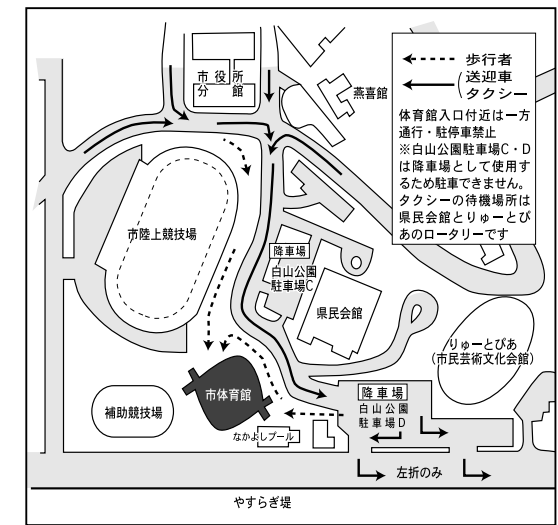 市役所
分館
燕喜館
歩行者
送迎車
タクシー
体育館入口付近は一方
通行・駐停車禁止
※白山公園駐車場C・D
は降車場として使用す
るため駐車できません。
タクシーの待機場所は
県民会館とりゅーとぴ
あのロータリーです
市陸上競技場
降車場
白山公園
駐車場C
県民会館
りゅーとぴあ
(市民芸術文化会館)
市体育館
補助競技場
降車場
白山公園
駐車場D
なかよしプール
左折のみ
やすらぎ堤